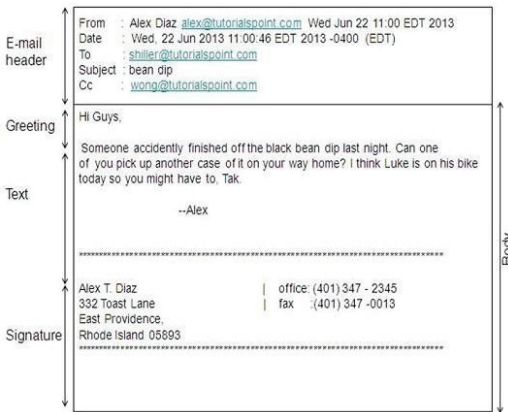 E-mail header
From : Alex Diaz alex@tutorialspoint.com Wed Jun 22 11:00 EDT 2013
Date : Wed, 22 Jun 2013 11:00:46 EDT 2013 -0400 (EDT)
To : shiller@tutorialspoint.com
Subject : bean dip
Cc : wong@tutorialspoint.com
Greeting
Hi Guys,
Text
Someone accidently finished off the black bean dip last night. Can one
of you pick up another case of it on your way home? I think Luke is on his bike
today so you might have to, Tak.
--Alex
Body
Signature
Alex T. Diaz | office: (401) 347 - 2345
332 Toast Lane | fax :(401) 347 -0013
East Providence,
Rhode Island 05893